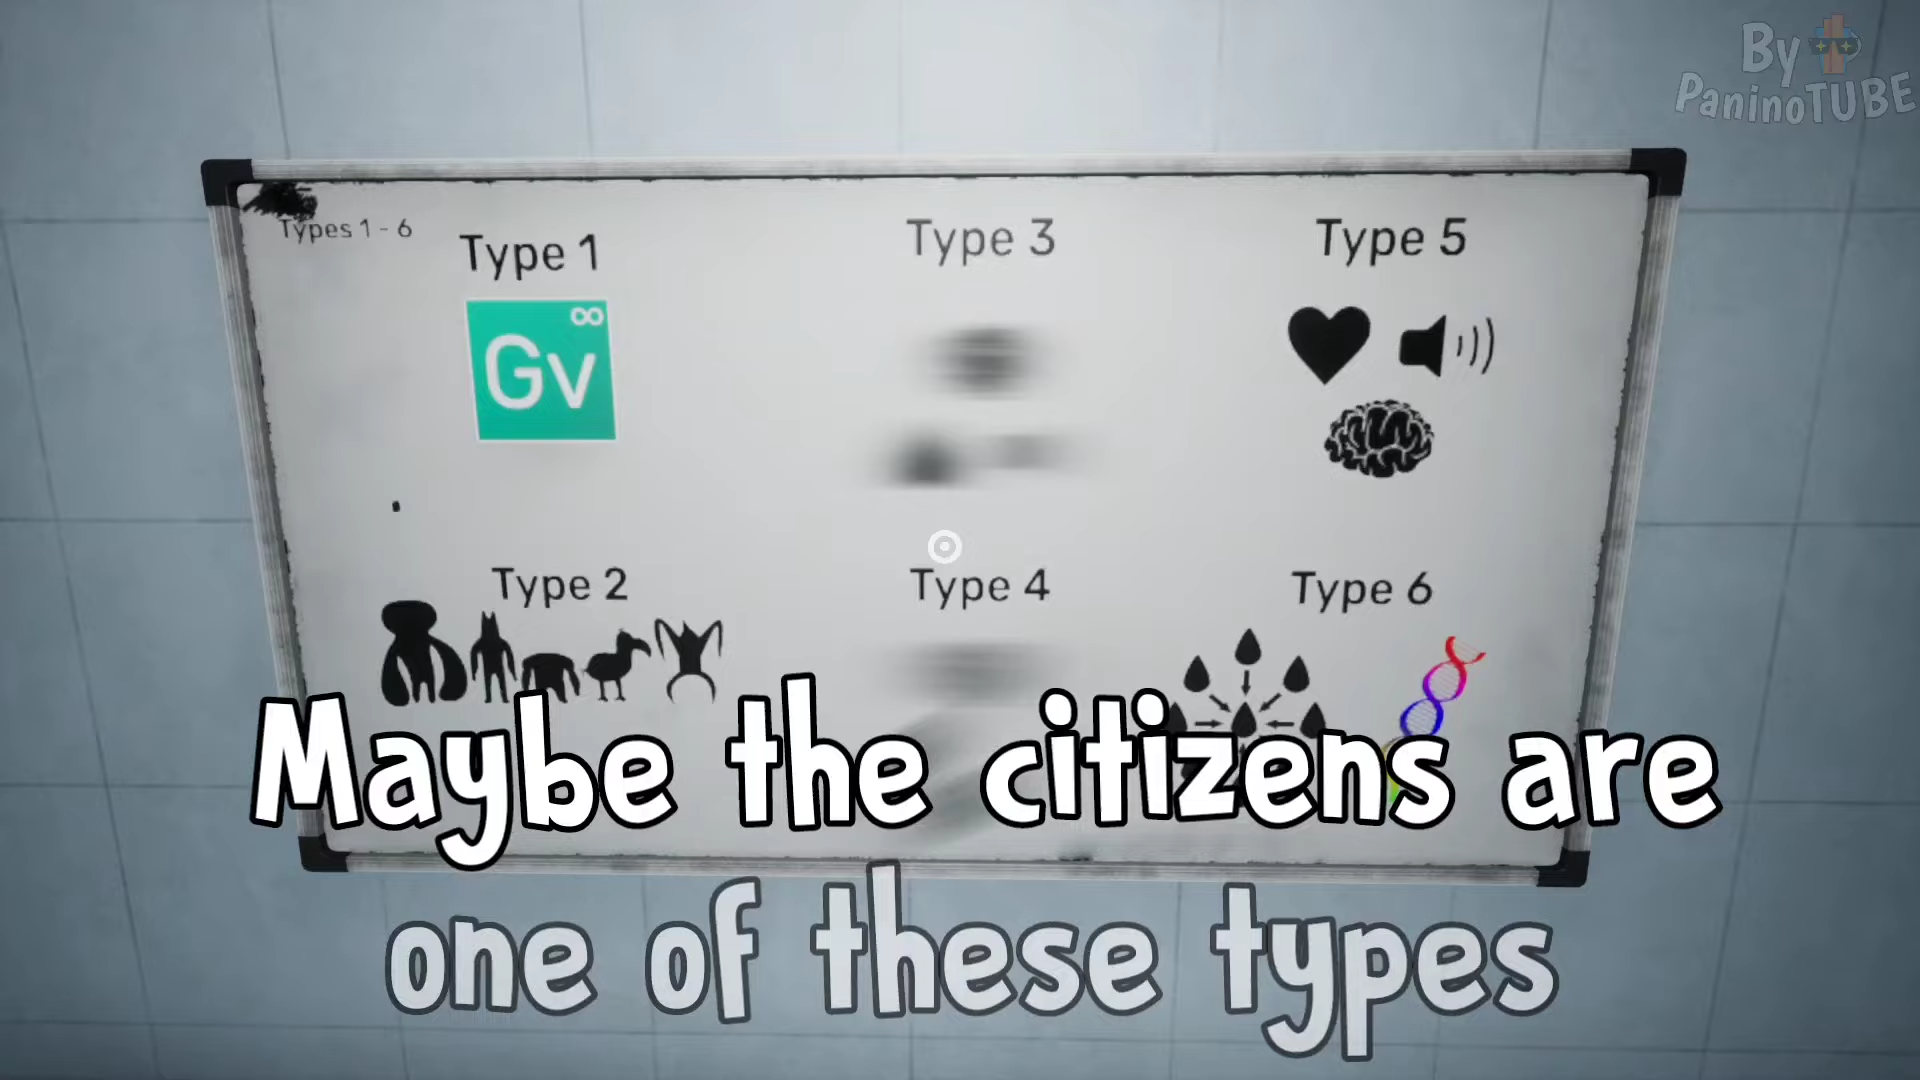 By
PaninoTUBE
Types 1 - 6
Type 1
Type 3
Type 5
∞
Gv
Type 2
Type 4
Type 6
Maybe the citizens are
one of these types